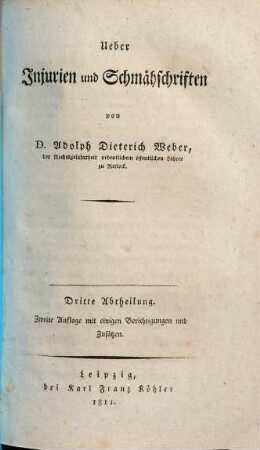 Ueber
Injurien und Schmähschriften
von
D. Adolph Dieterich Weber,
der Rechtsgelahrtheit ordentlichem öffentlichen Lehrer
zu Rostock.
Dritte Abtheilung.
Zweite Auflage mit einigen Berichtigungen und
Zusätzen.
Leipzig,
bei Karl Franz Köhler
1811.